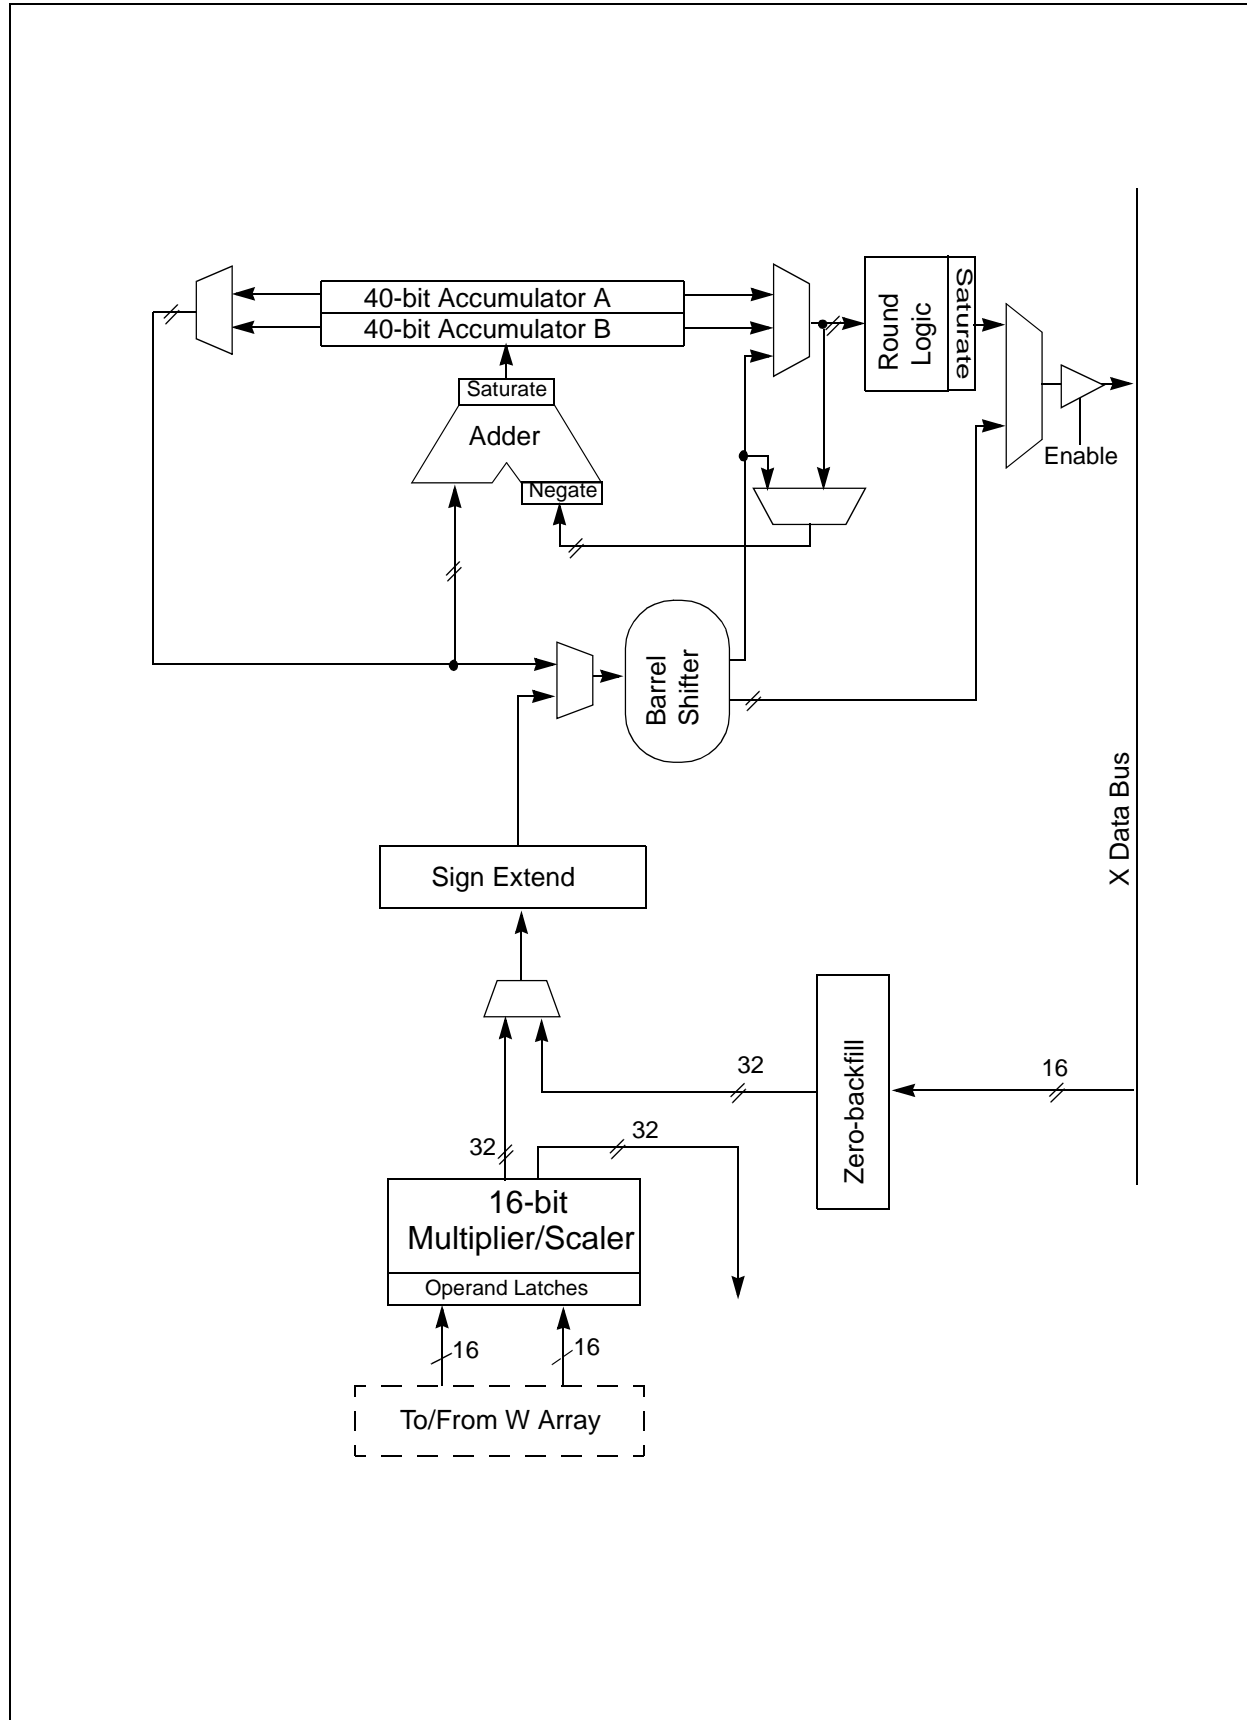 40-bit Accumulator A
40-bit Accumulator B
Saturate
Adder
Negate
Round
Logic
Saturate
Enable
Barrel
Shifter
X Data Bus
Sign Extend
Zero-backfill
32
16
32
32
16-bit
Multiplier/Scaler
Operand Latches
16
16
To/From W Array